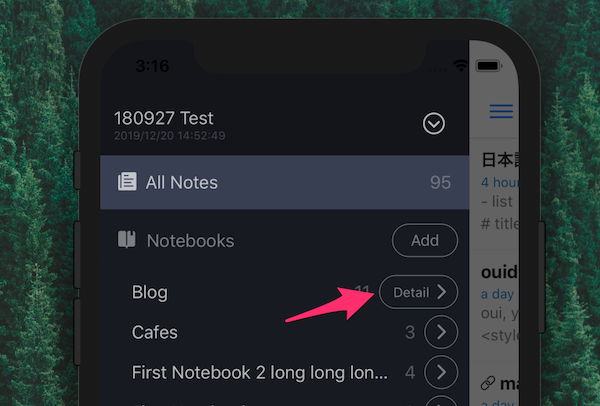 3:16
180927 Test
2019/12/20 14:52:49
All Notes 95
Notebooks Add
Blog 11 Detail
Cafes 3
First Notebook 2 long long lon... 4
日本語
4 hour
- list
# title
ouid
a day
oui, y
<style
ma
a day